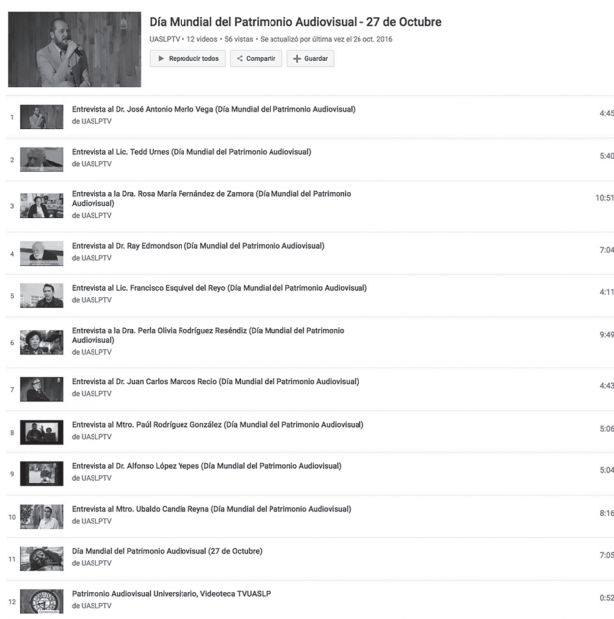 Día Mundial del Patrimonio Audiovisual - 27 de Octubre
UASLPTV • 12 videos • 56 vistas • Se actualizó por última vez el 26 oct. 2016
Reproducir todos
Compartir
Guardar
1
Entrevista al Dr. José Antonio Merlo Vega (Día Mundial del Patrimonio Audiovisual)
de UASLPTV
4:45
2
Entrevista al Lic. Tedd Urnes (Día Mundial del Patrimonio Audiovisual)
de UASLPTV
5:40
3
Entrevista a la Dra. Rosa María Fernández de Zamora (Día Mundial del Patrimonio
Audiovisual)
de UASLPTV
10:51
4
Entrevista al Dr. Ray Edmondson (Día Mundial del Patrimonio Audiovisual)
de UASLPTV
7:04
5
Entrevista al Lic. Francisco Esquivel del Reyo (Día Mundial del Patrimonio Audiovisual)
de UASLPTV
4:11
6
Entrevista a la Dra. Perla Olivia Rodríguez Reséndiz (Día Mundial del Patrimonio
Audiovisual)
de UASLPTV
9:49
7
Entrevista al Dr. Juan Carlos Marcos Recio (Día Mundial del Patrimonio Audiovisual)
de UASLPTV
4:43
8
Entrevista al Mtro. Paúl Rodríguez González (Día Mundial del Patrimonio Audiovisual)
de UASLPTV
5:06
9
Entrevista al Dr. Alfonso López Yepes (Día Mundial del Patrimonio Audiovisual)
de UASLPTV
5:04
10
Entrevista al Mtro. Ubaldo Candia Reyna (Día Mundial del Patrimonio Audiovisual)
de UASLPTV
8:16
11
Día Mundial del Patrimonio Audiovisual (27 de Octubre)
de UASLPTV
7:05
12
Patrimonio Audiovisual Universitario, Videoteca TVUASLP
de UASLPTV
0:52